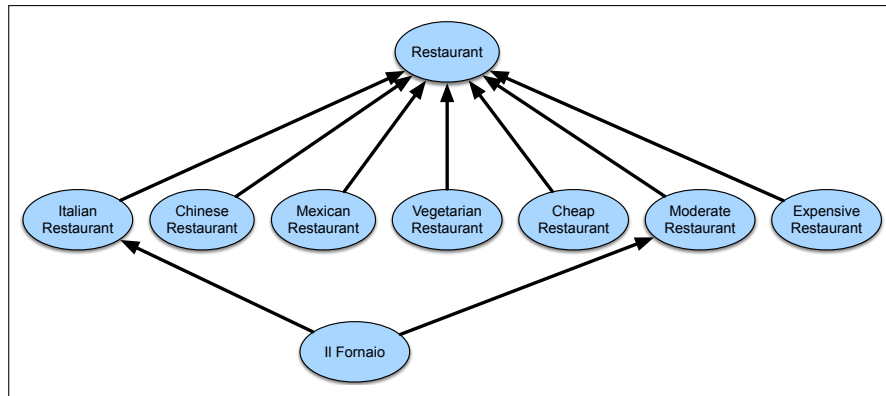 Restaurant
Italian
Restaurant
Chinese
Restaurant
Mexican
Restaurant
Vegetarian
Restaurant
Cheap
Restaurant
Moderate
Restaurant
Expensive
Restaurant
Il Fornaio